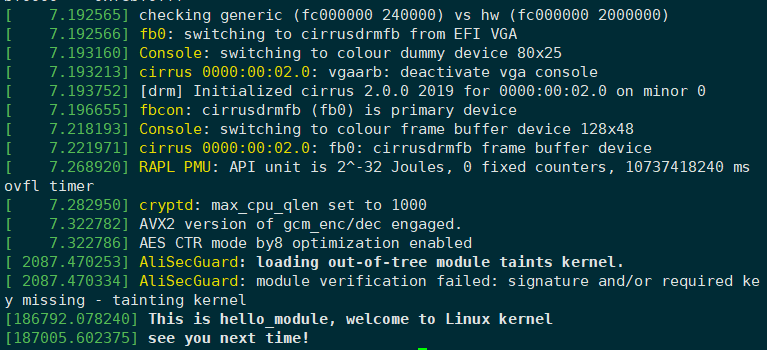 [    7.192565] checking generic (fc000000 240000) vs hw (fc000000 2000000)
[    7.192566] fb0: switching to cirrusdrmfb from EFI VGA
[    7.193160] Console: switching to colour dummy device 80x25
[    7.193213] cirrus 0000:00:02.0: vgaarb: deactivate vga console
[    7.193752] [drm] Initialized cirrus 2.0.0 2019 for 0000:00:02.0 on minor 0
[    7.196655] fbcon: cirrusdrmfb (fb0) is primary device
[    7.218193] Console: switching to colour frame buffer device 128x48
[    7.221971] cirrus 0000:00:02.0: fb0: cirrusdrmfb frame buffer device
[    7.268920] RAPL PMU: API unit is 2^-32 Joules, 0 fixed counters, 10737418240 ms
ovfl timer
[    7.282950] cryptd: max_cpu_qlen set to 1000
[    7.322782] AVX2 version of gcm_enc/dec engaged.
[    7.322786] AES CTR mode by8 optimization enabled
[ 2087.470253] AliSecGuard: loading out-of-tree module taints kernel.
[ 2087.470334] AliSecGuard: module verification failed: signature and/or required ke
y missing - tainting kernel
[186792.078240] This is hello_module, welcome to Linux kernel
[187005.602375] see you next time!